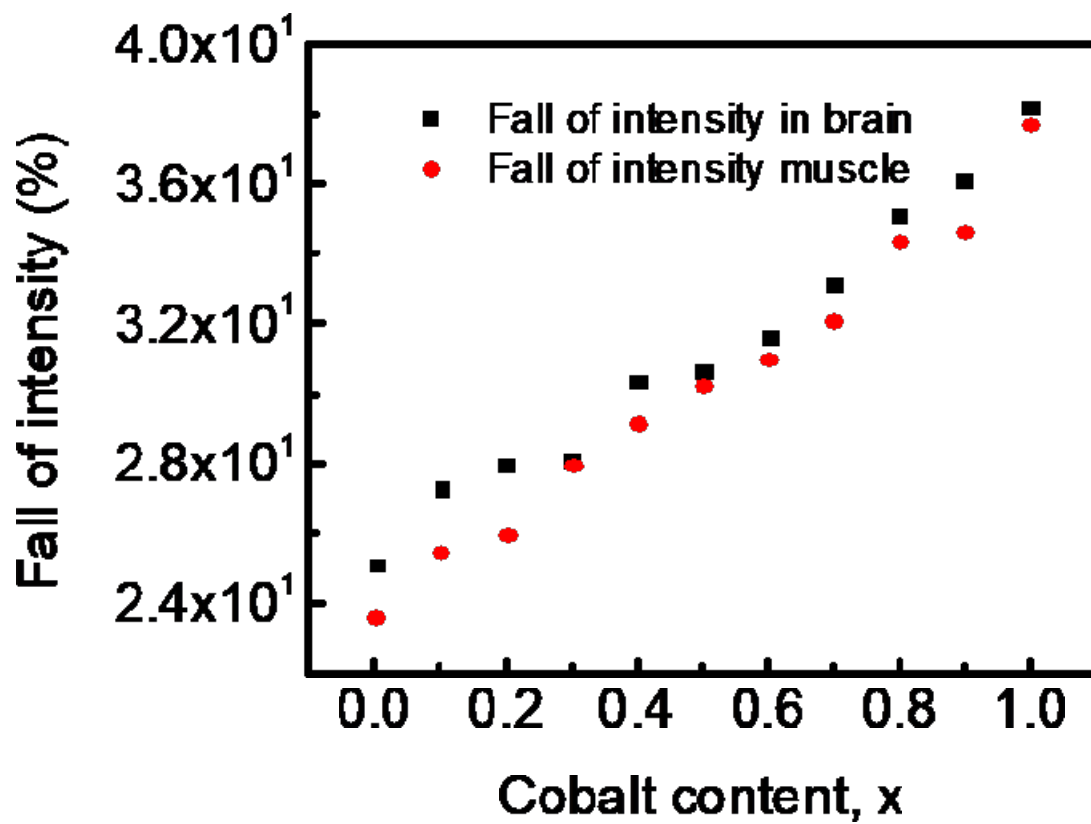 4.0x10¹
Fall of intensity in brain
Fall of intensity muscle
3.6x10¹
3.2x10¹
2.8x10¹
2.4x10¹
Fall of intensity (%)
0.0 0.2 0.4 0.6 0.8 1.0
Cobalt content, x